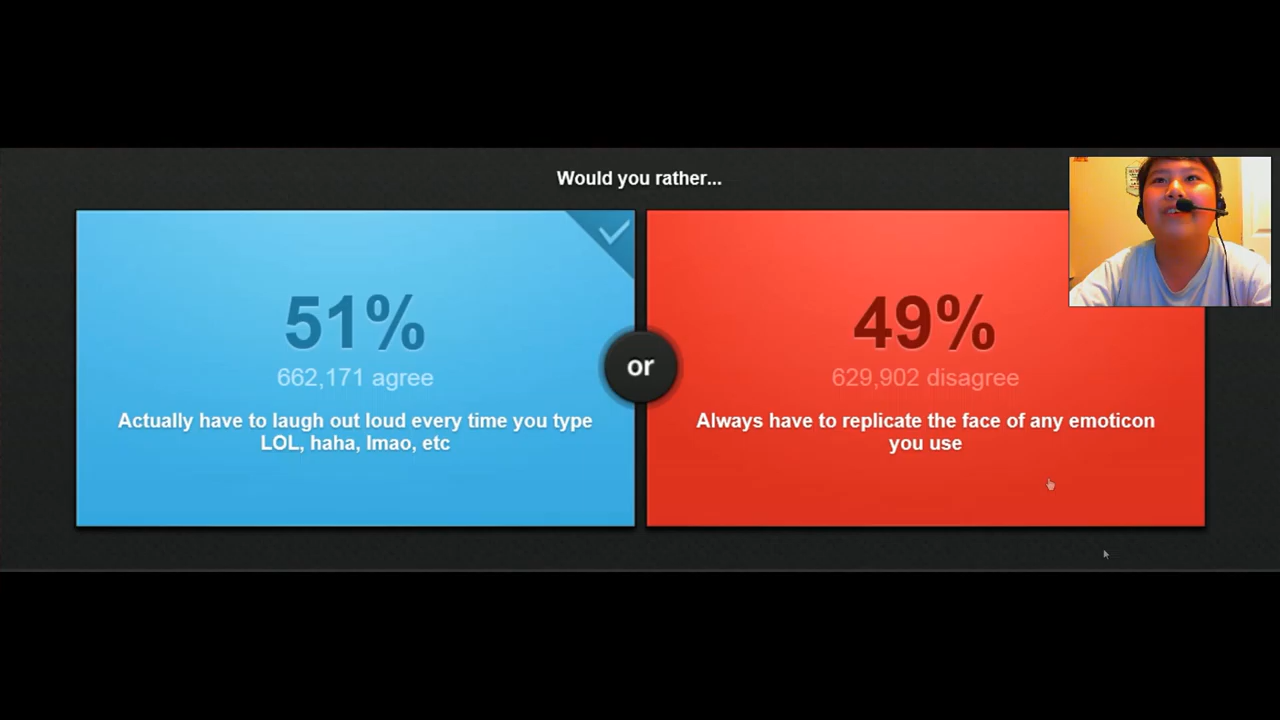 Would you rather...
51%
662,171 agree
Actually have to laugh out loud every time you type
LOL, haha, lmao, etc
or
49%
629,902 disagree
Always have to replicate the face of any emoticon
you use